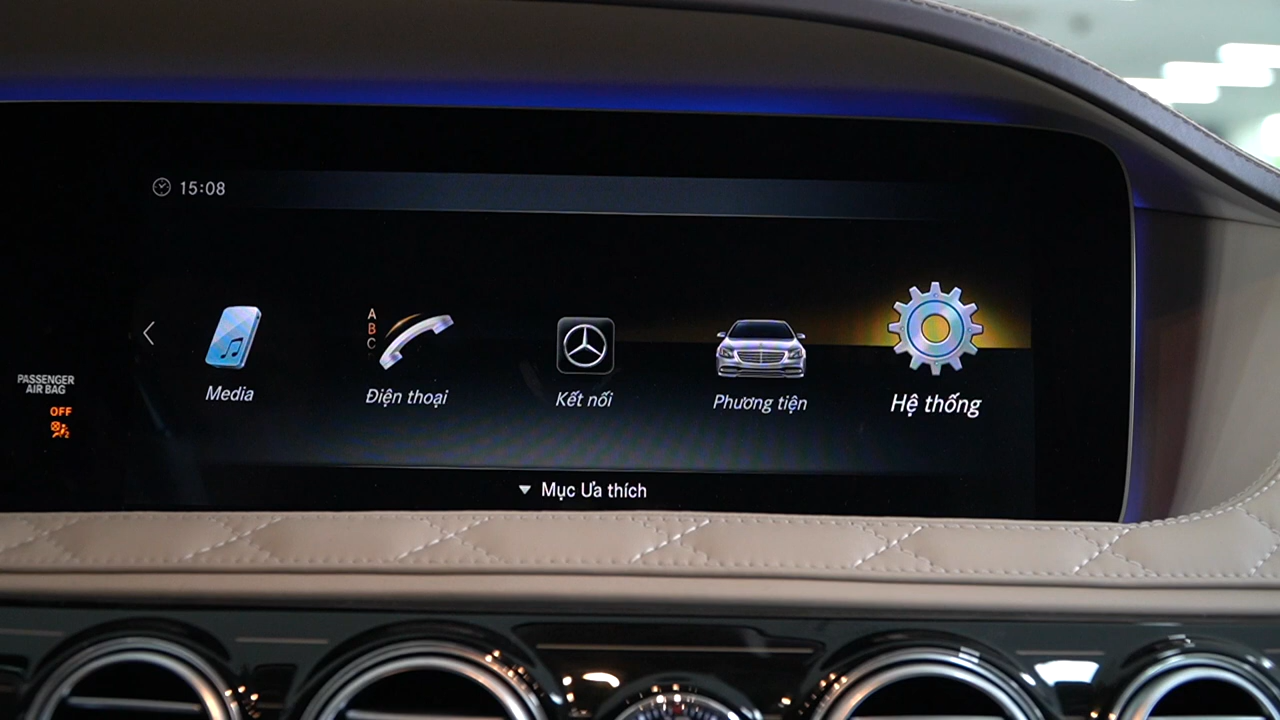 15:08
A
B
C
Media
Điện thoại
Kết nối
Phương tiện
Hệ thống
PASSENGER
AIR BAG
OFF
Mục Ưa thích